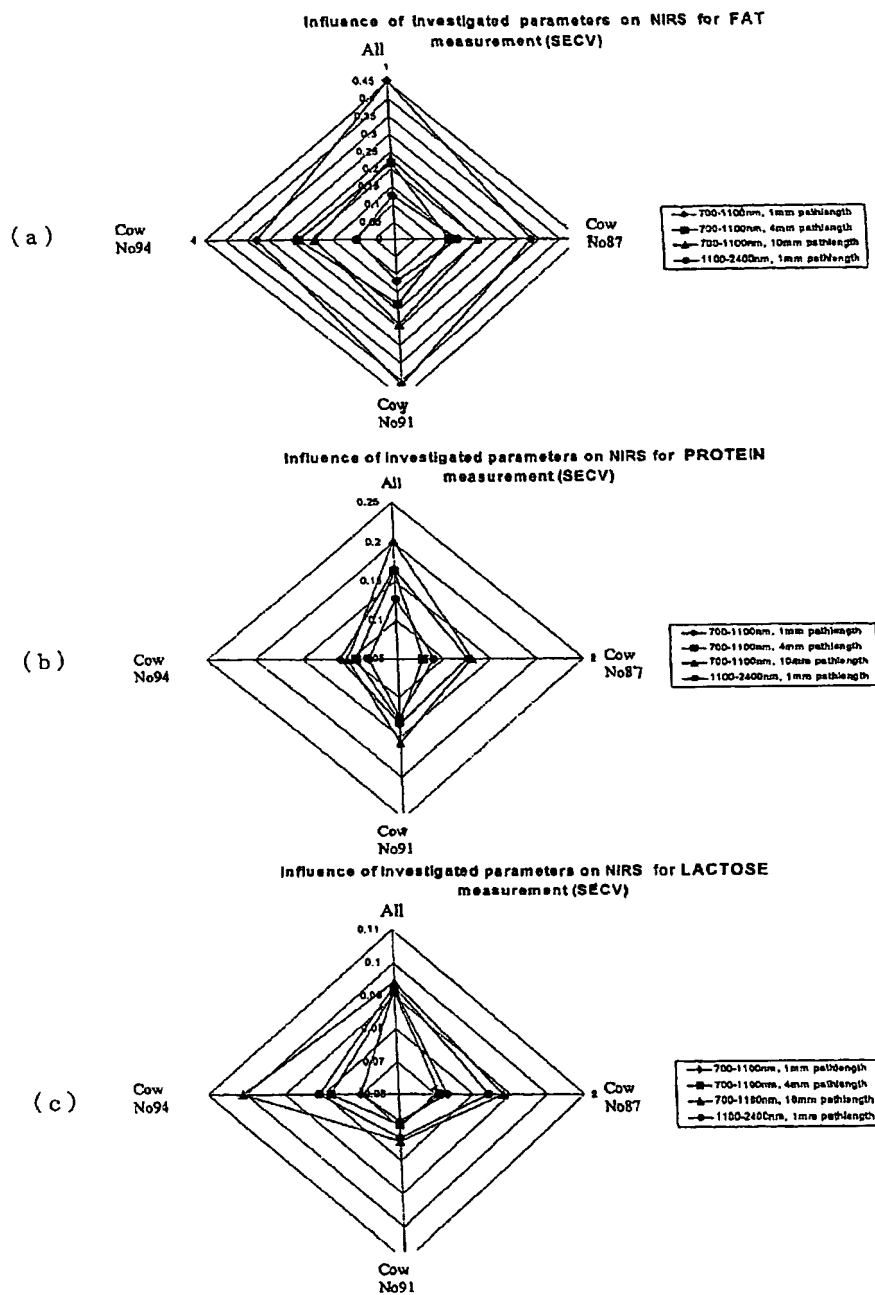 Influence of investigated parameters on NIRS for FAT
measurement (SECV)
All
1
0.45
0.4
0.35
0.3
0.25
0.2
0.15
0.1
0.05
0
(a)
Cow
No94
4
Cow
No87
Cow
No91
700-1100nm, 1mm pathlength
700-1100nm, 4mm pathlength
700-1100nm, 10mm pathlength
1100-2400nm, 1mm pathlength
Influence of investigated parameters on NIRS for PROTEIN
measurement (SECV)
All
0.25
0.2
0.15
0.1
(b)
Cow
No94
2
Cow
No87
Cow
No91
700-1100nm, 1mm pathlength
700-1100nm, 4mm pathlength
700-1100nm, 10mm pathlength
1100-2400nm, 1mm pathlength
Influence of investigated parameters on NIRS for LACTOSE
measurement (SECV)
All
0.11
0.1
0.07
(c)
Cow
No94
2
Cow
No87
Cow
No91
700-1100nm, 1mm pathlength
700-1100nm, 4mm pathlength
700-1100nm, 10mm pathlength
1100-2400nm, 1mm pathlength